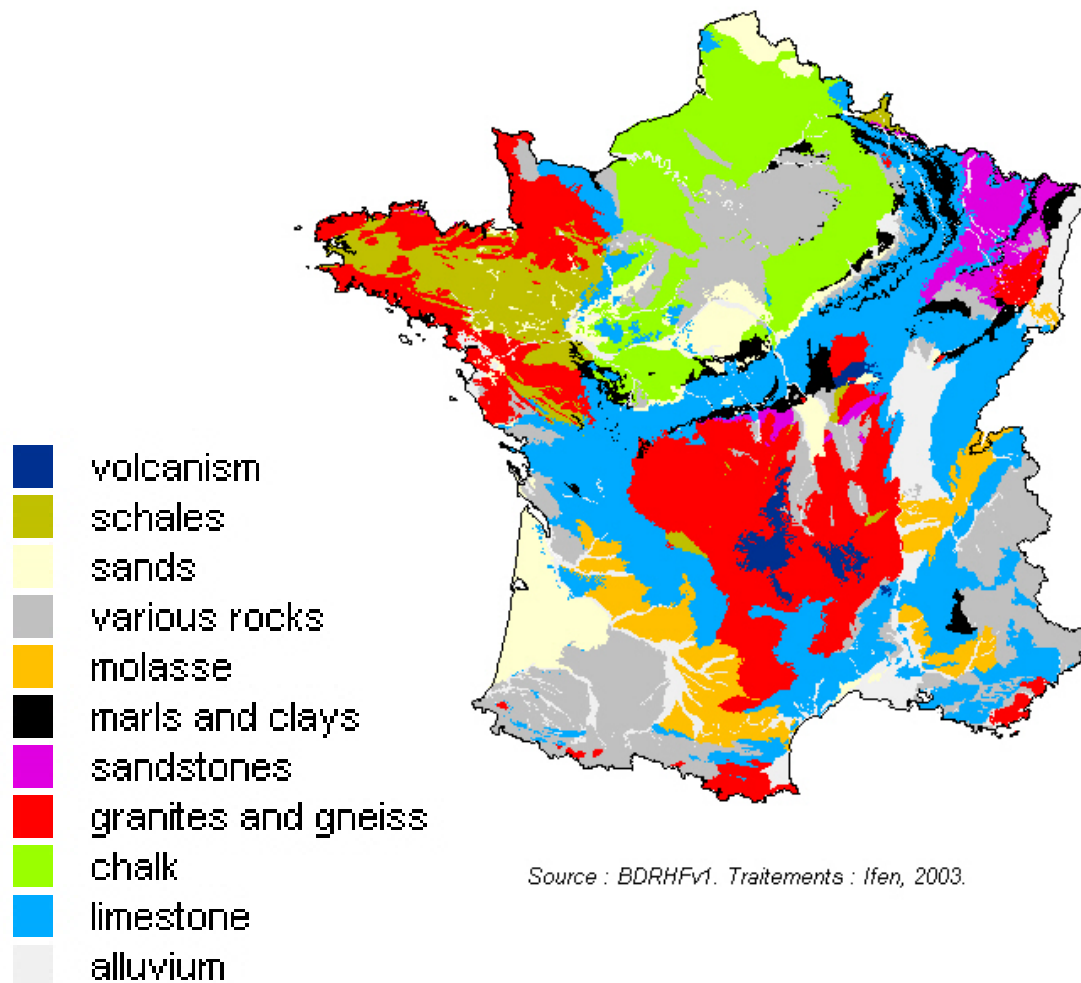 volcanism
schales
sands
various rocks
molasse
marls and clays
sandstones
granites and gneiss
chalk
limestone
alluvium
Source : BDRHFv1. Traitements : Ifen, 2003.